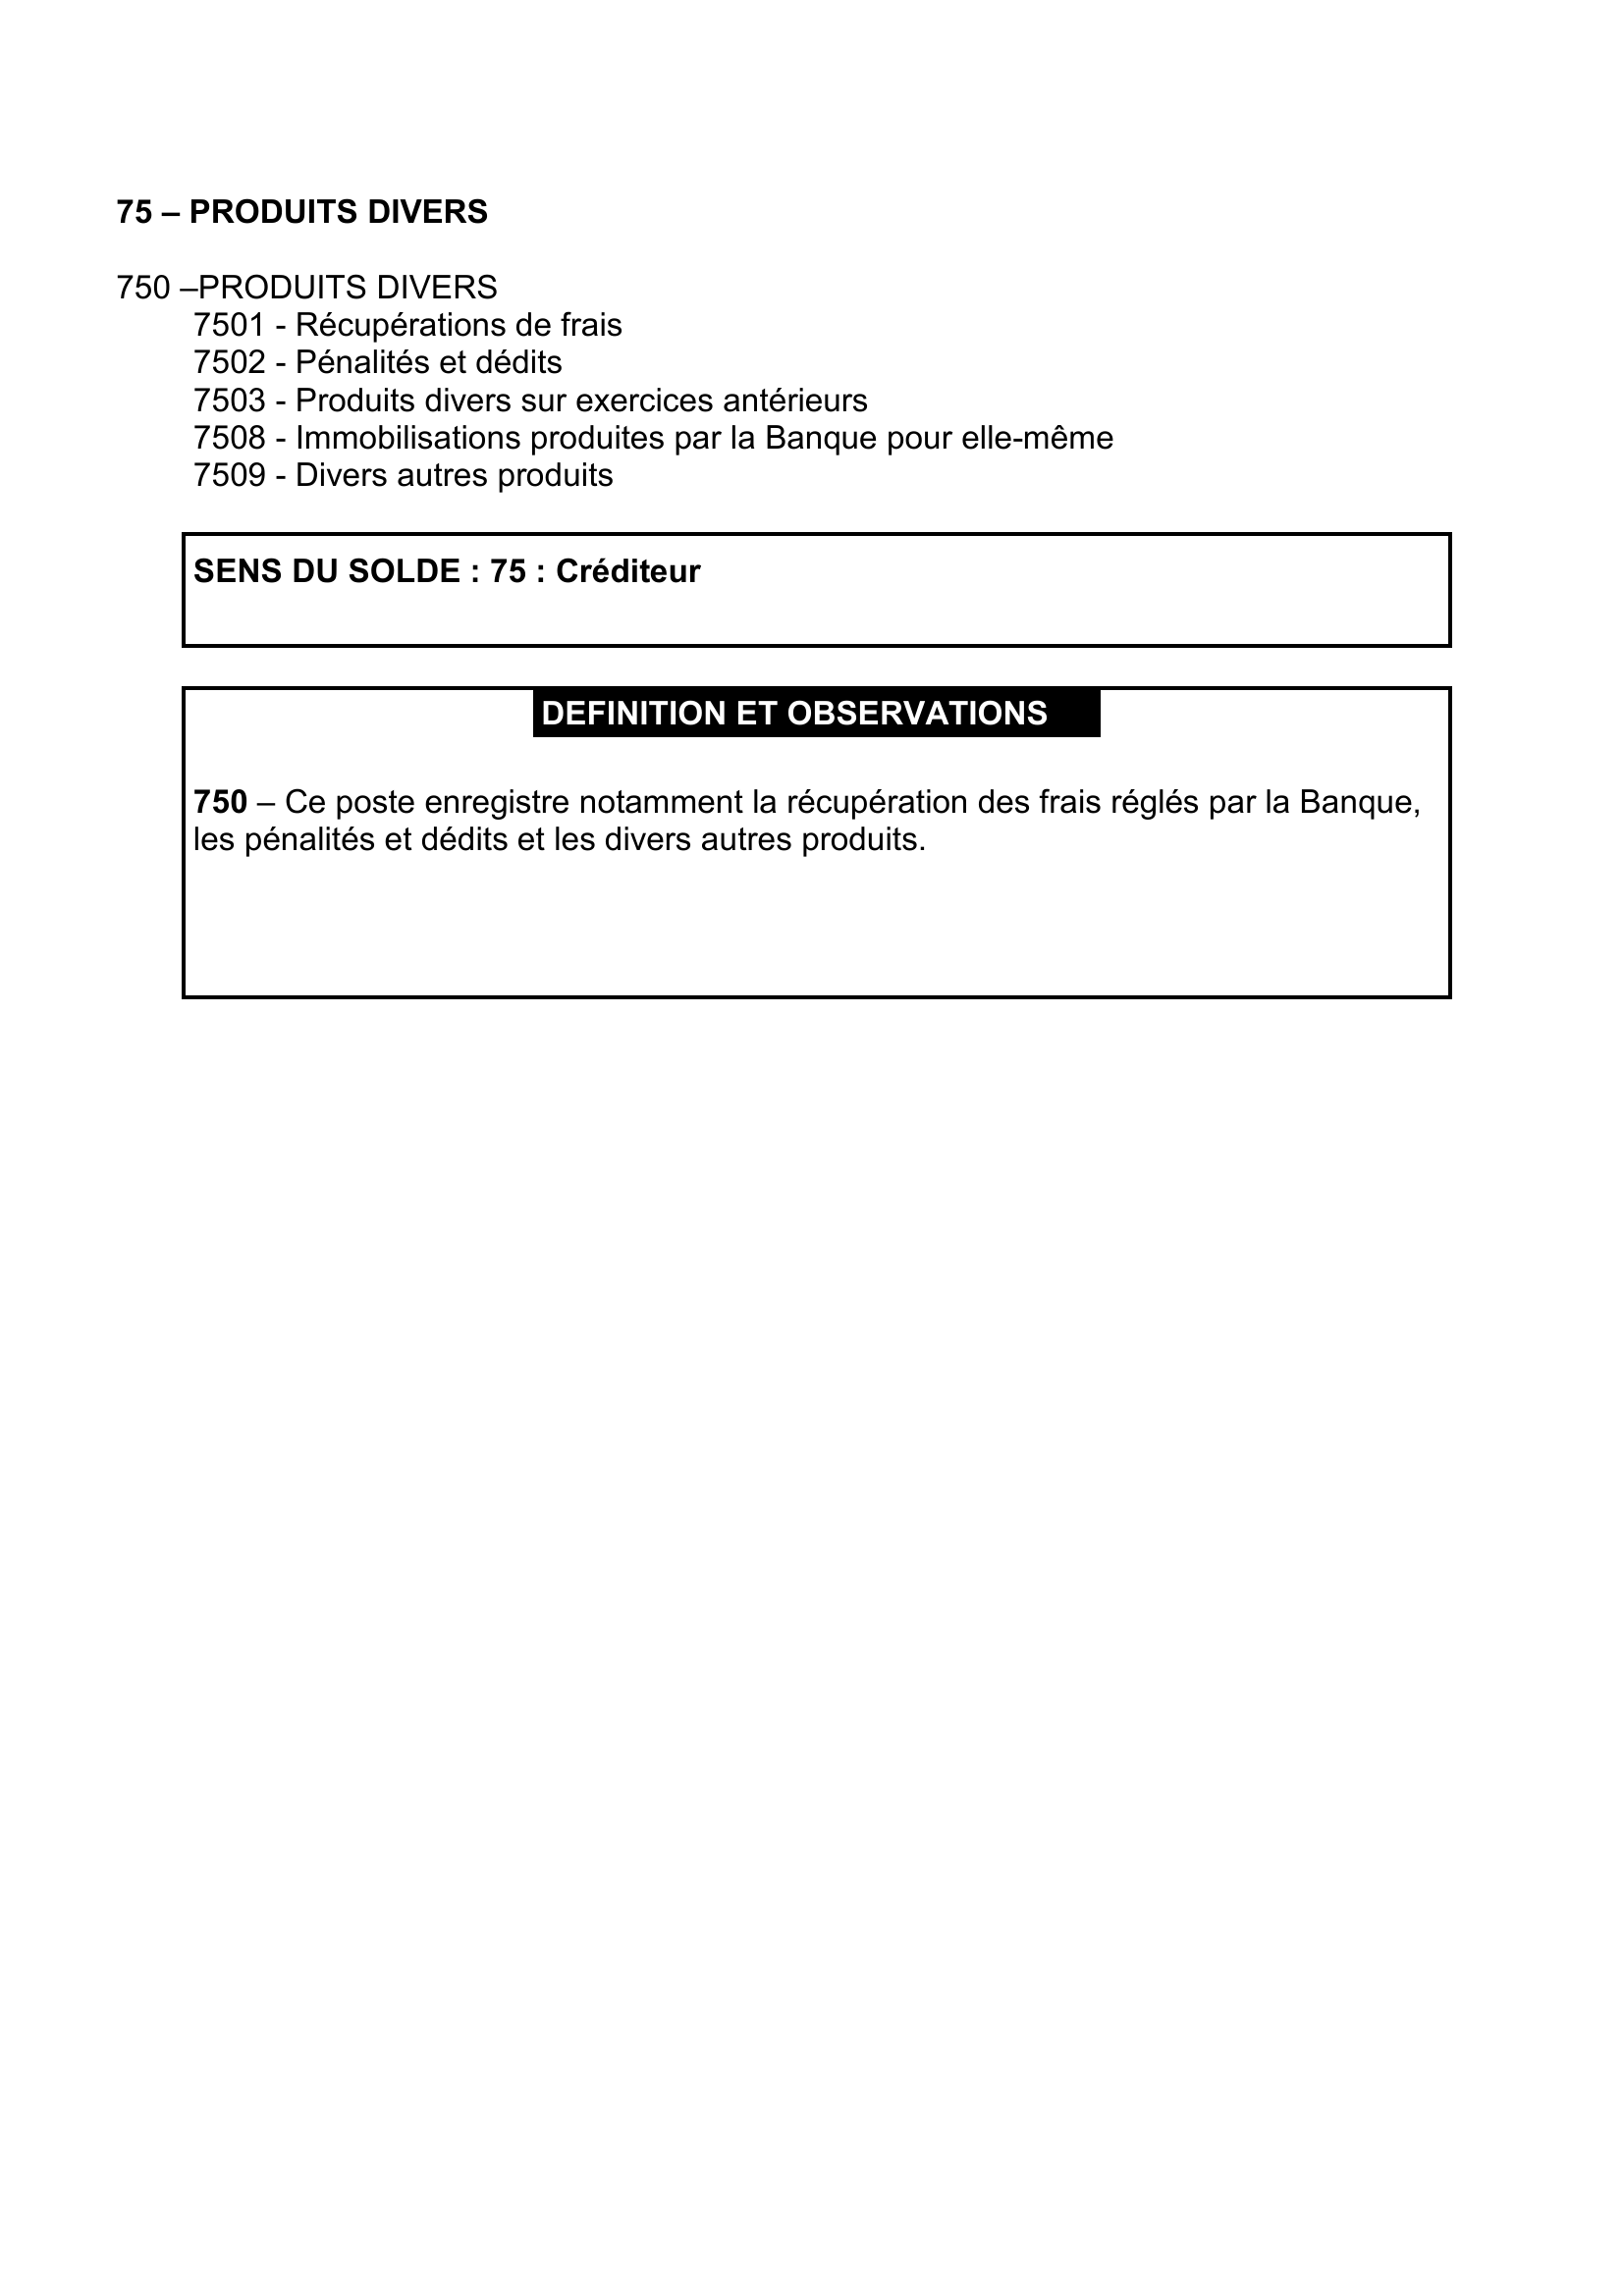 75 – PRODUITS DIVERS
750 –PRODUITS DIVERS
7501 - Récupérations de frais
7502 - Pénalités et dédits
7503 - Produits divers sur exercices antérieurs
7508 - Immobilisations produites par la Banque pour elle-même
7509 - Divers autres produits
SENS DU SOLDE : 75 : Créditeur
DEFINITION ET OBSERVATIONS
750 – Ce poste enregistre notamment la récupération des frais réglés par la Banque,
les pénalités et dédits et les divers autres produits.